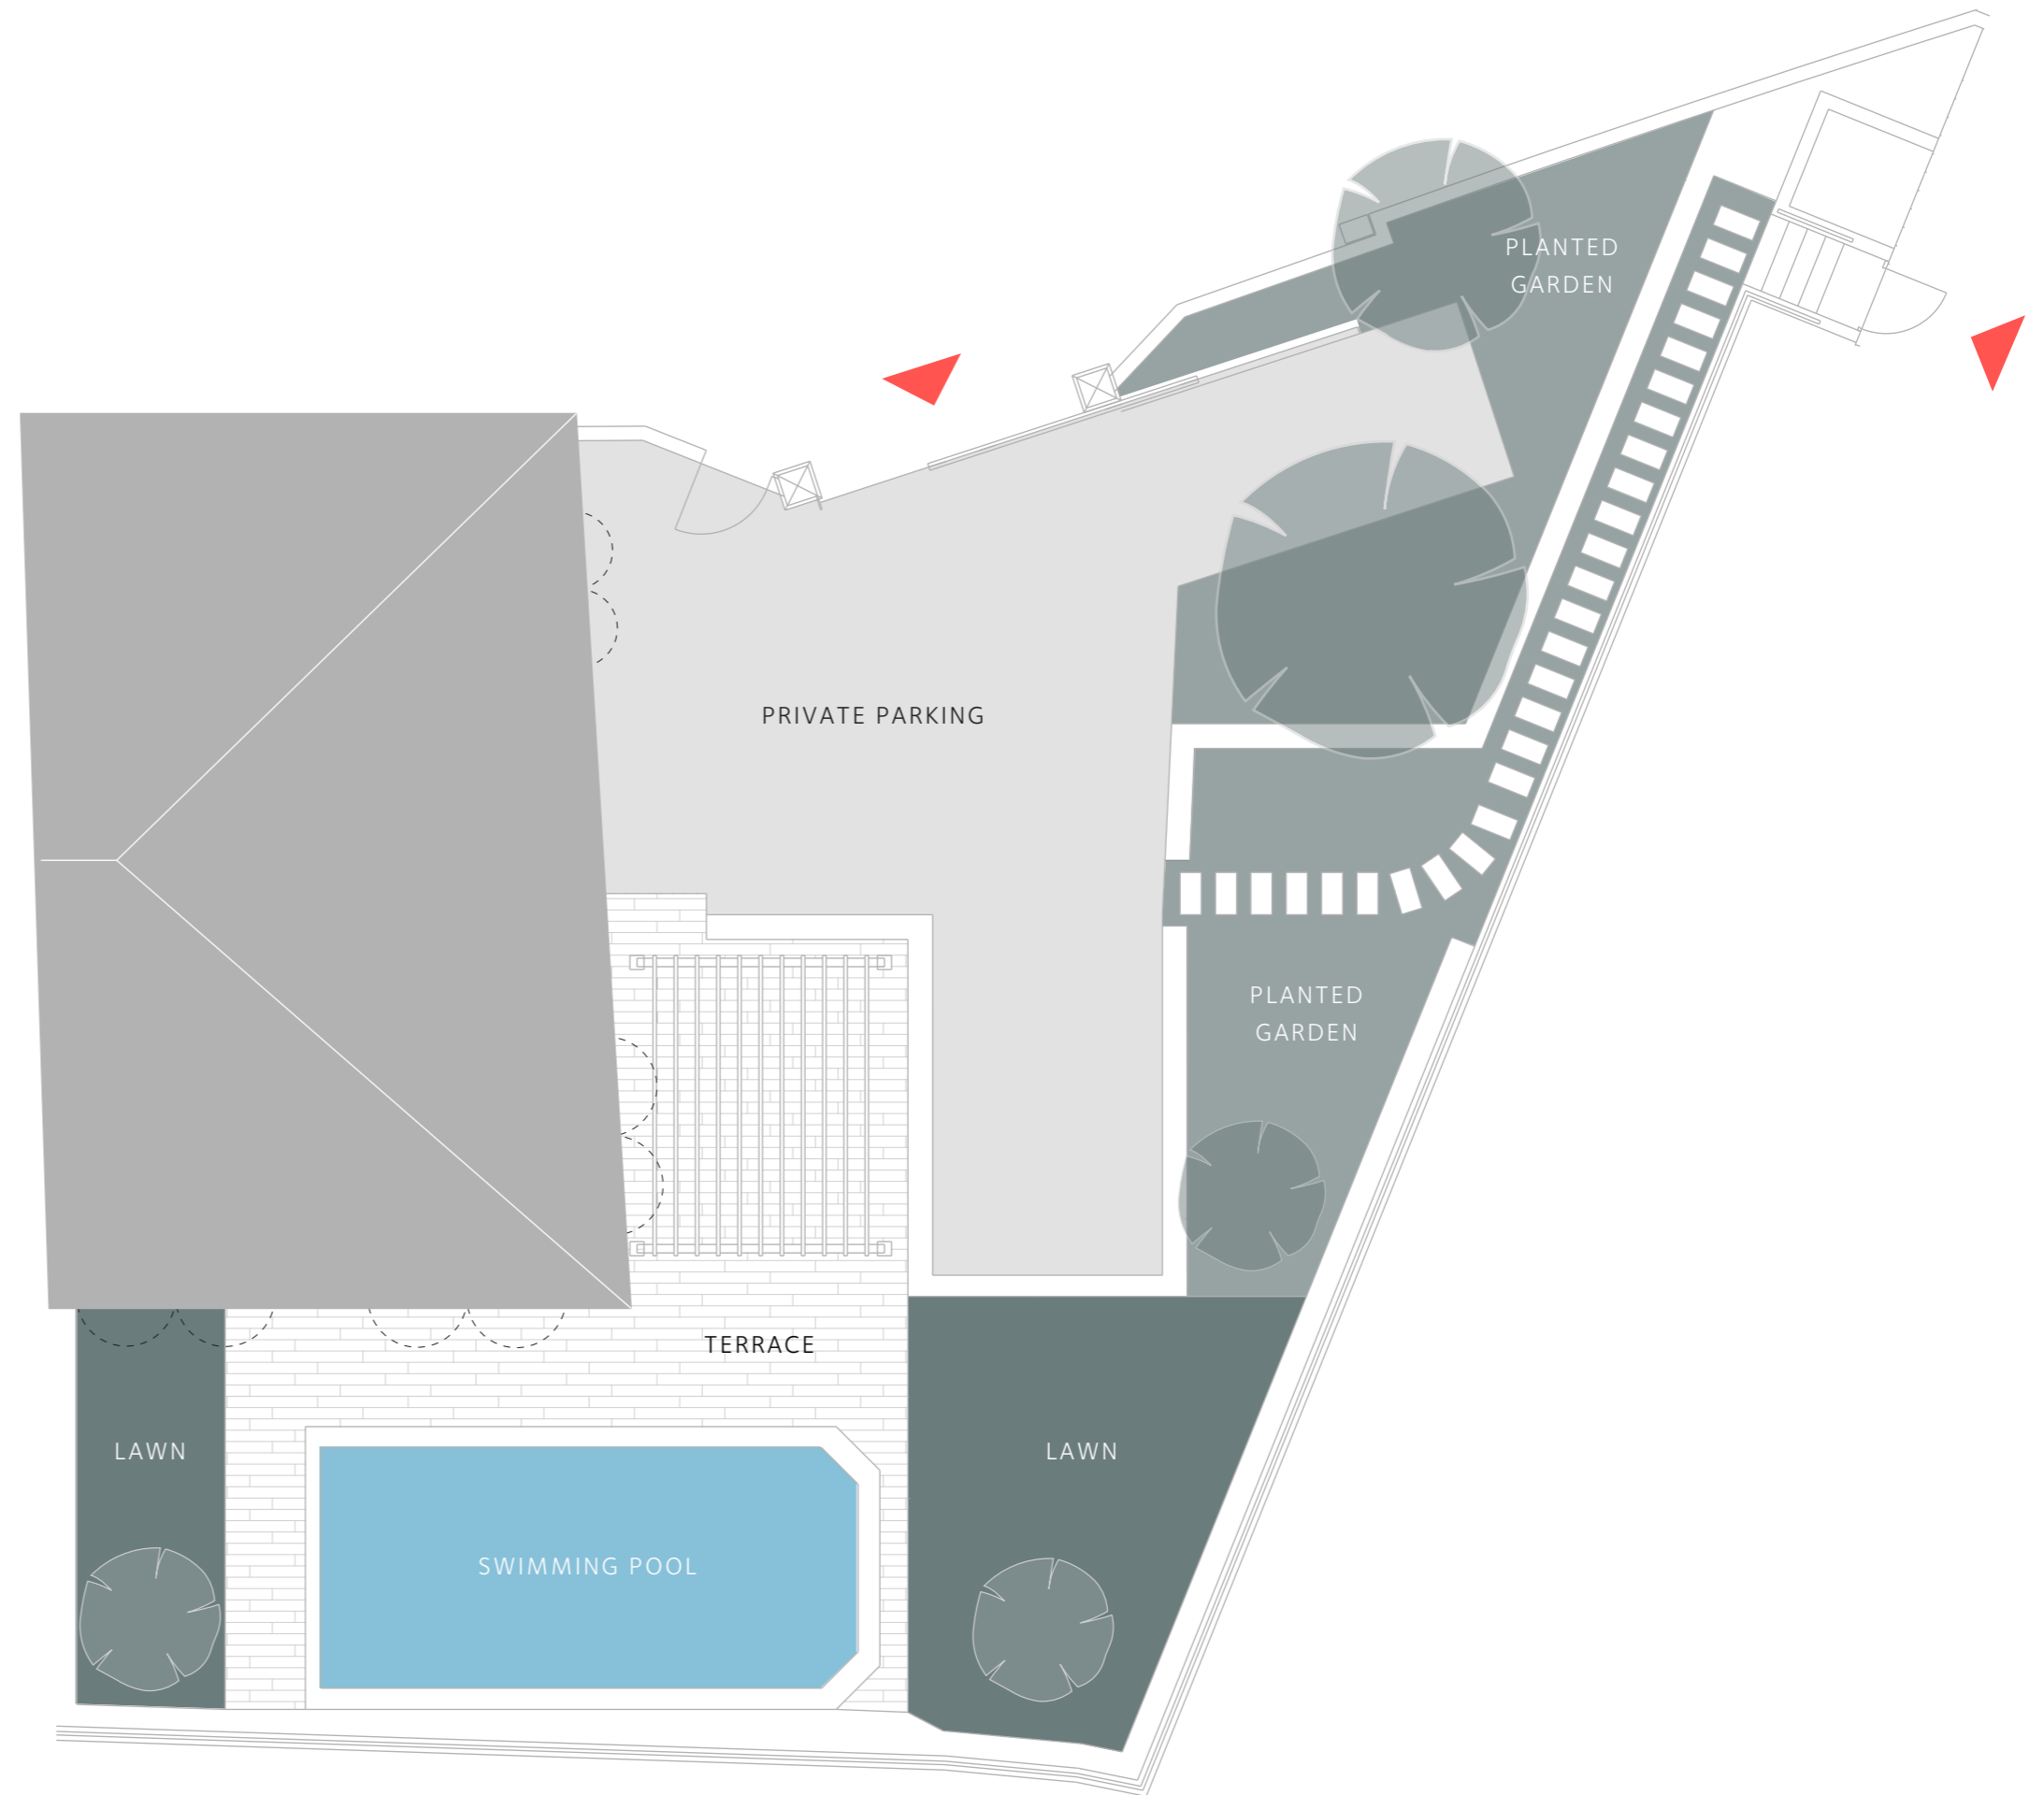 PLANTED
GARDEN
PRIVATE PARKING
PLANTED
GARDEN
TERRACE
LAWN
LAWN
SWIMMING POOL